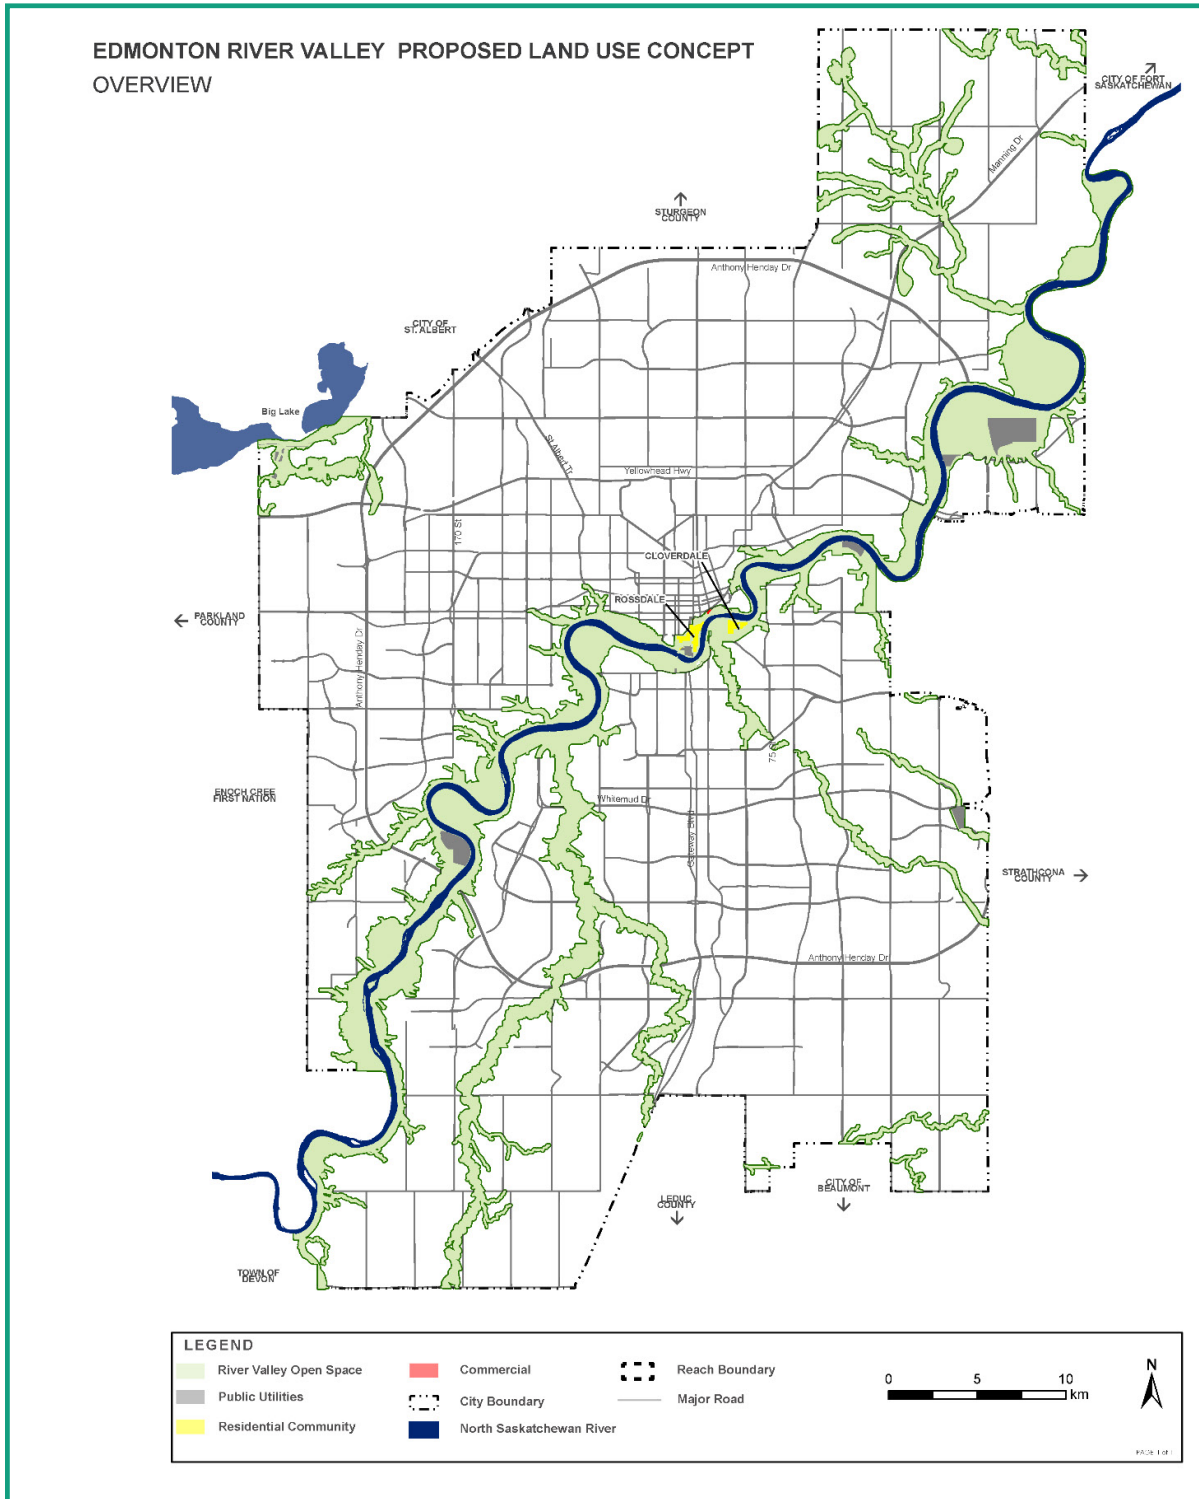 EDMONTON RIVER VALLEY PROPOSED LAND USE CONCEPT
OVERVIEW
CITY OF FORT
SASKATCHEWAN
Manning Dr
STURGEON
COUNTY
Anthony Henday Dr
CITY OF
ST. ALBERT
Big Lake
St Albert Tr
Yellowhead Hwy
170 St
CLOVERDALE
ROSSDALE
PARKLAND
COUNTY
Anthony Henday Dr
75 St
ENOCH CREE
FIRST NATION
Whitemud Dr
Gateway Blvd
STRATHCONA
COUNTY
Anthony Henday Dr
CITY OF
BEAUMONT
LEDUC
COUNTY
TOWN OF
DEVON
LEGEND
River Valley Open Space
Public Utilities
Residential Community
Commercial
City Boundary
North Saskatchewan River
Reach Boundary
Major Road
0 5 10
km
N
PAGE 1 of 1